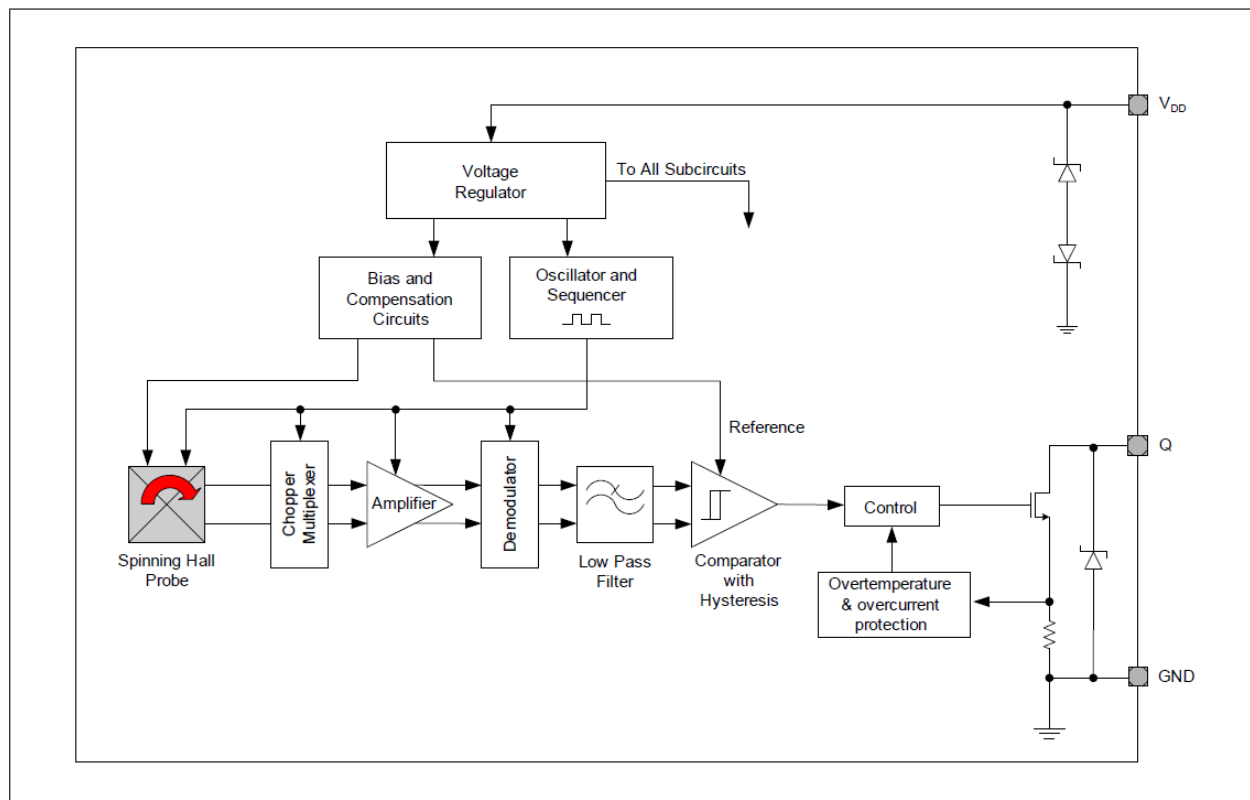 V_DD
Voltage
Regulator
To All Subcircuits
Bias and
Compensation
Circuits
Oscillator and
Sequencer
Reference
Q
Spinning Hall
Probe
Chopper
Multiplexer
Amplifier
Demodulator
Low Pass
Filter
Comparator
with
Hysteresis
Control
Overtemperature
& overcurrent
protection
GND